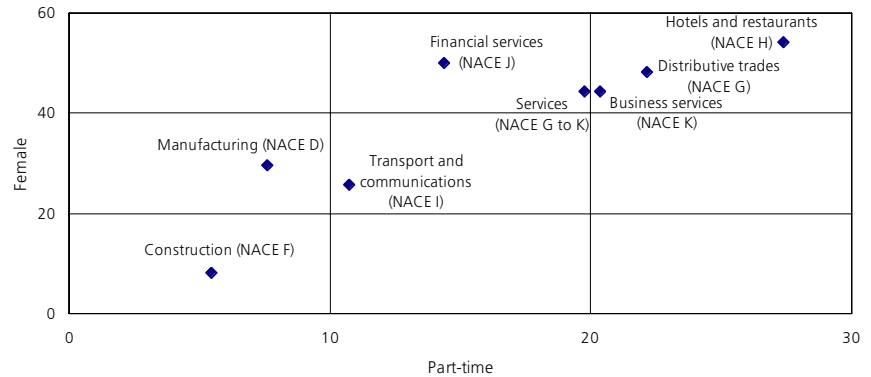 60
Hotels and restaurants
(NACE H)
Financial services
(NACE J)
Distributive trades
(NACE G)
Services
(NACE G to K)
Business services
(NACE K)
40
Manufacturing (NACE D)
Transport and
communications
(NACE I)
Female
20
Construction (NACE F)
0
0 10 20 30
Part-time